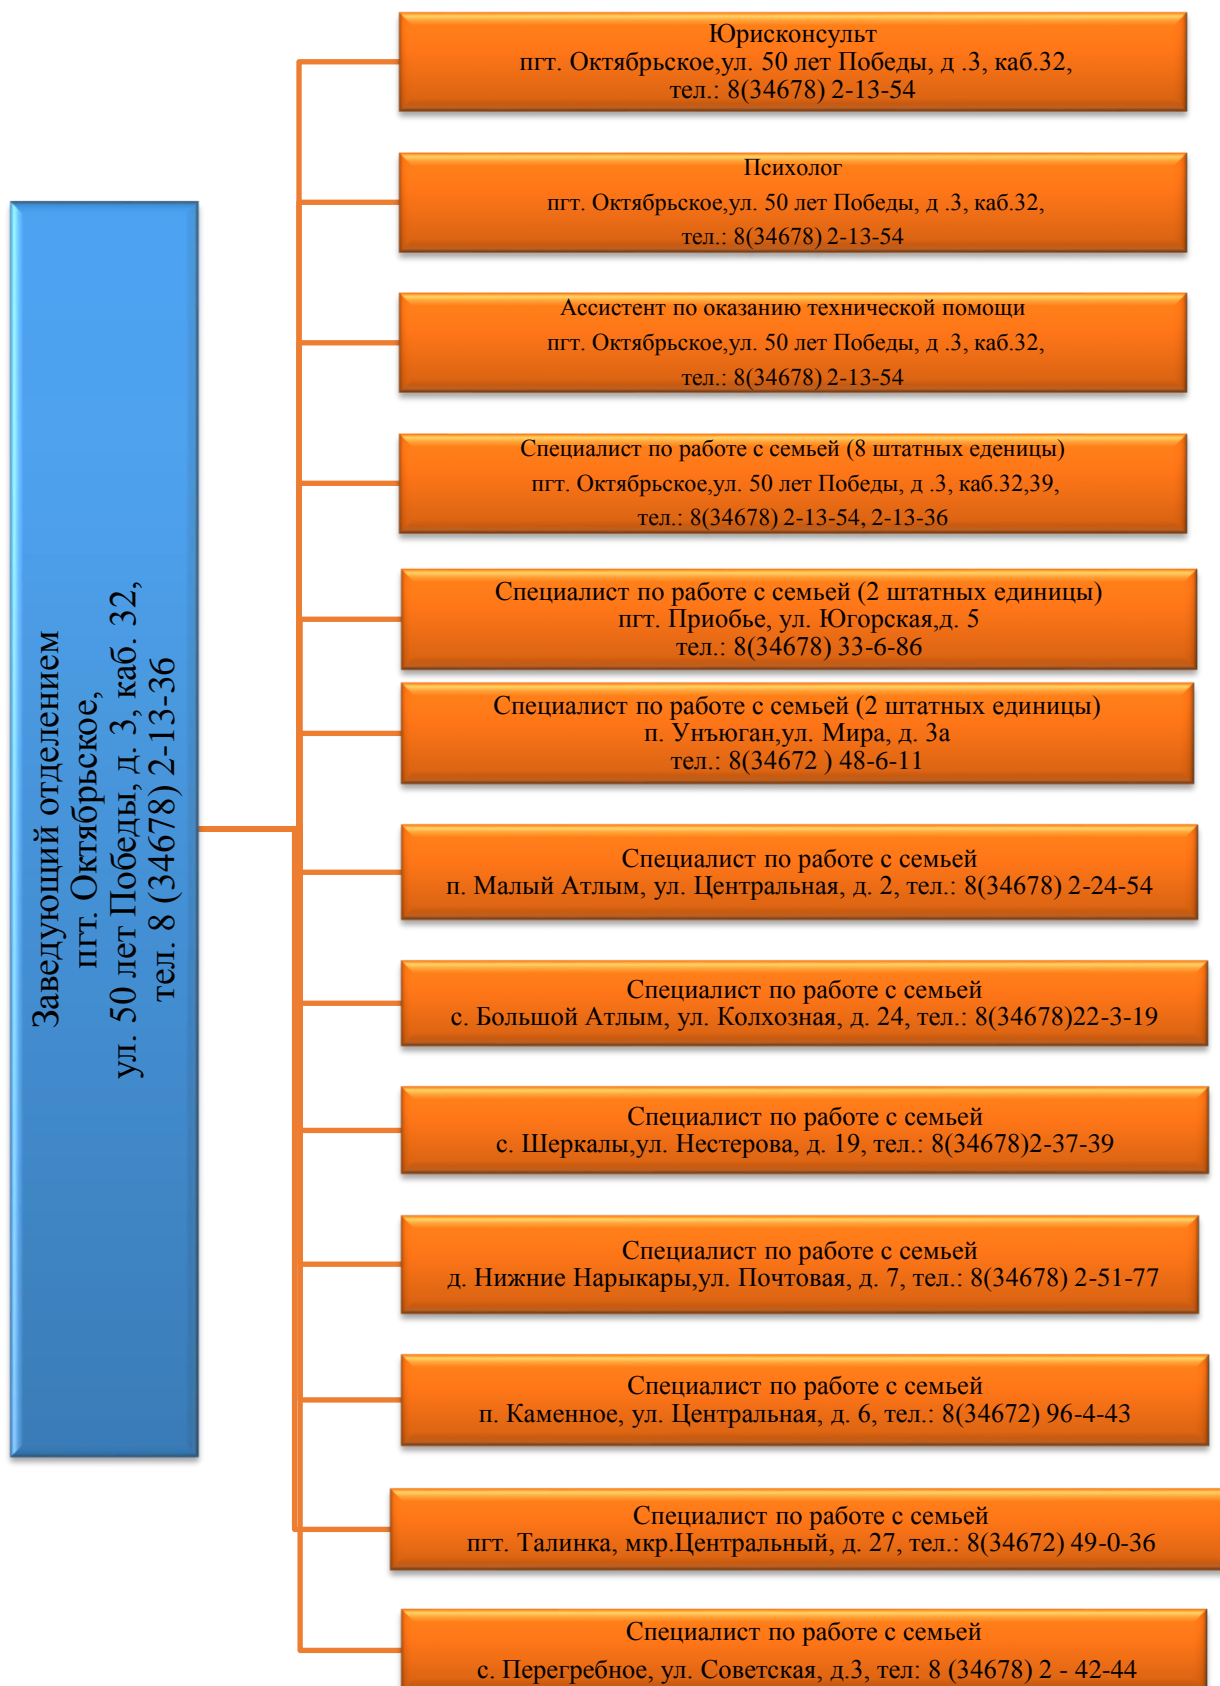 Заведующий отделением
пгт. Октябрьское,
ул. 50 лет Победы, д. 3, каб. 32,
тел. 8 (34678) 2-13-36
Юрисконсульт
пгт. Октябрьское,ул. 50 лет Победы, д .3, каб.32,
тел.: 8(34678) 2-13-54
Психолог
пгт. Октябрьское,ул. 50 лет Победы, д .3, каб.32,
тел.: 8(34678) 2-13-54
Ассистент по оказанию технической помощи
пгт. Октябрьское,ул. 50 лет Победы, д .3, каб.32,
тел.: 8(34678) 2-13-54
Специалист по работе с семьей (8 штатных еденицы)
пгт. Октябрьское,ул. 50 лет Победы, д .3, каб.32,39,
тел.: 8(34678) 2-13-54, 2-13-36
Специалист по работе с семьей (2 штатных единицы)
пгт. Приобье, ул. Югорская,д. 5
тел.: 8(34678) 33-6-86
Специалист по работе с семьей (2 штатных единицы)
п. Унъюган,ул. Мира, д. 3а
тел.: 8(34672 ) 48-6-11
Специалист по работе с семьей
п. Малый Атлым, ул. Центральная, д. 2, тел.: 8(34678) 2-24-54
Специалист по работе с семьей
с. Большой Атлым, ул. Колхозная, д. 24, тел.: 8(34678)22-3-19
Специалист по работе с семьей
с. Шеркалы,ул. Нестерова, д. 19, тел.: 8(34678)2-37-39
Специалист по работе с семьей
д. Нижние Нарыкары,ул. Почтовая, д. 7, тел.: 8(34678) 2-51-77
Специалист по работе с семьей
п. Каменное, ул. Центральная, д. 6, тел.: 8(34672) 96-4-43
Специалист по работе с семьей
пгт. Талинка, мкр.Центральный, д. 27, тел.: 8(34672) 49-0-36
Специалист по работе с семьей
с. Перегребное, ул. Советская, д.3, тел: 8 (34678) 2 - 42-44